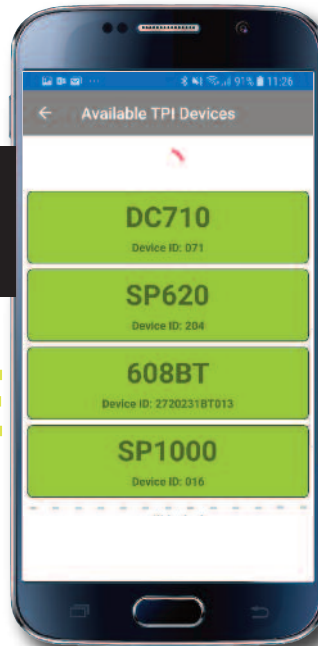 91% 11:26
Available TPI Devices
DC710
Device ID: 071
SP620
Device ID: 204
608BT
Device ID: 2720231BT013
SP1000
Device ID: 016